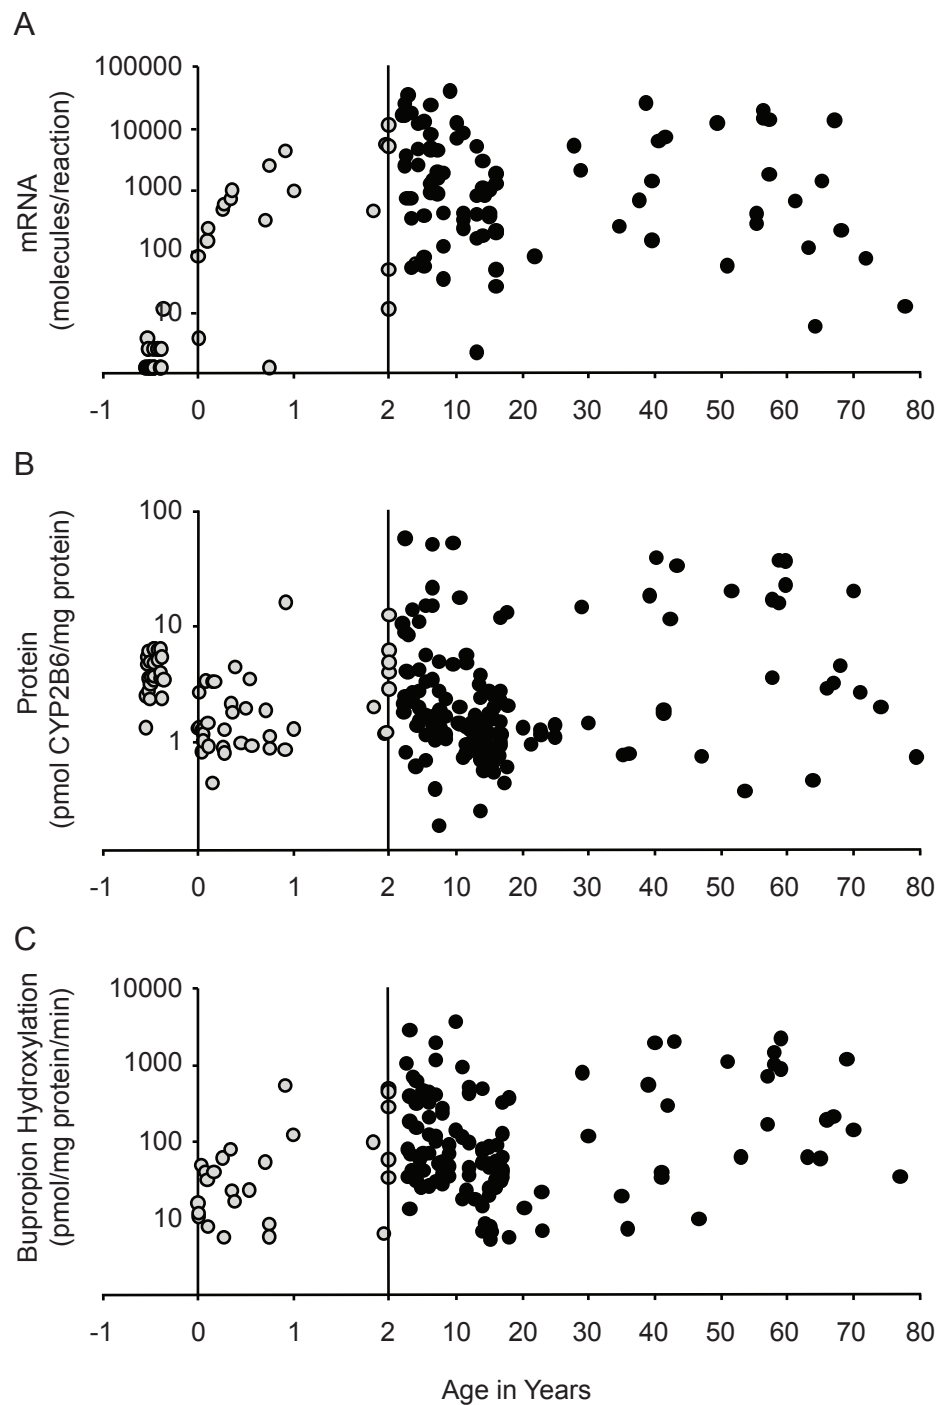 A
100000
10000
1000
100
10
mRNA
(molecules/reaction)
-1 0 1 2 10 20 30 40 50 60 70 80
B
100
10
1
Protein
(pmol CYP2B6/mg protein)
-1 0 1 2 10 20 30 40 50 60 70 80
C
10000
1000
100
10
Bupropion Hydroxylation
(pmol/mg protein/min)
-1 0 1 2 10 20 30 40 50 60 70 80
Age in Years